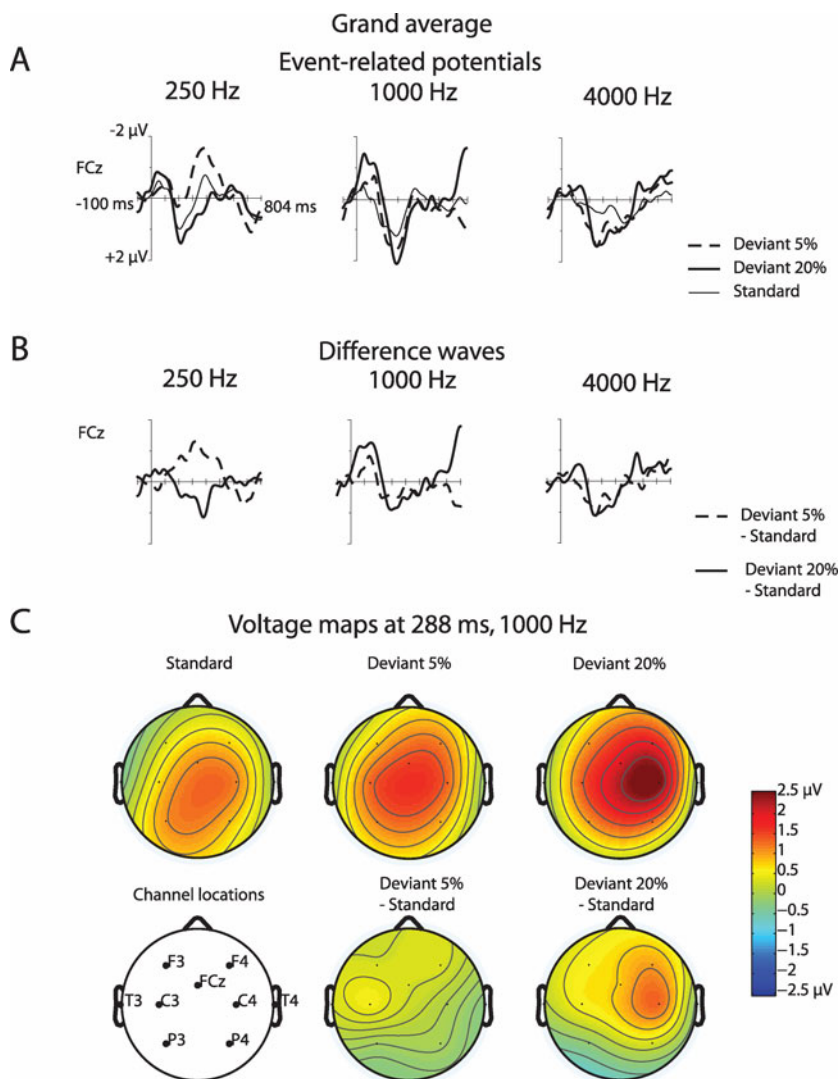 Grand average
A
Event-related potentials
250 Hz 1000 Hz 4000 Hz
-2 µV
FCz
-100 ms 804 ms
+2 µV
Deviant 5%
Deviant 20%
Standard
B
Difference waves
250 Hz 1000 Hz 4000 Hz
FCz
Deviant 5%
- Standard
Deviant 20%
- Standard
C
Voltage maps at 288 ms, 1000 Hz
Standard Deviant 5% Deviant 20%
2.5 µV
2
1.5
1
0.5
0
−0.5
−1
−1.5
−2
−2.5 µV
Channel locations
Deviant 5%
- Standard
Deviant 20%
- Standard
F3 F4
FCz
T3 C3 C4 T4
P3 P4